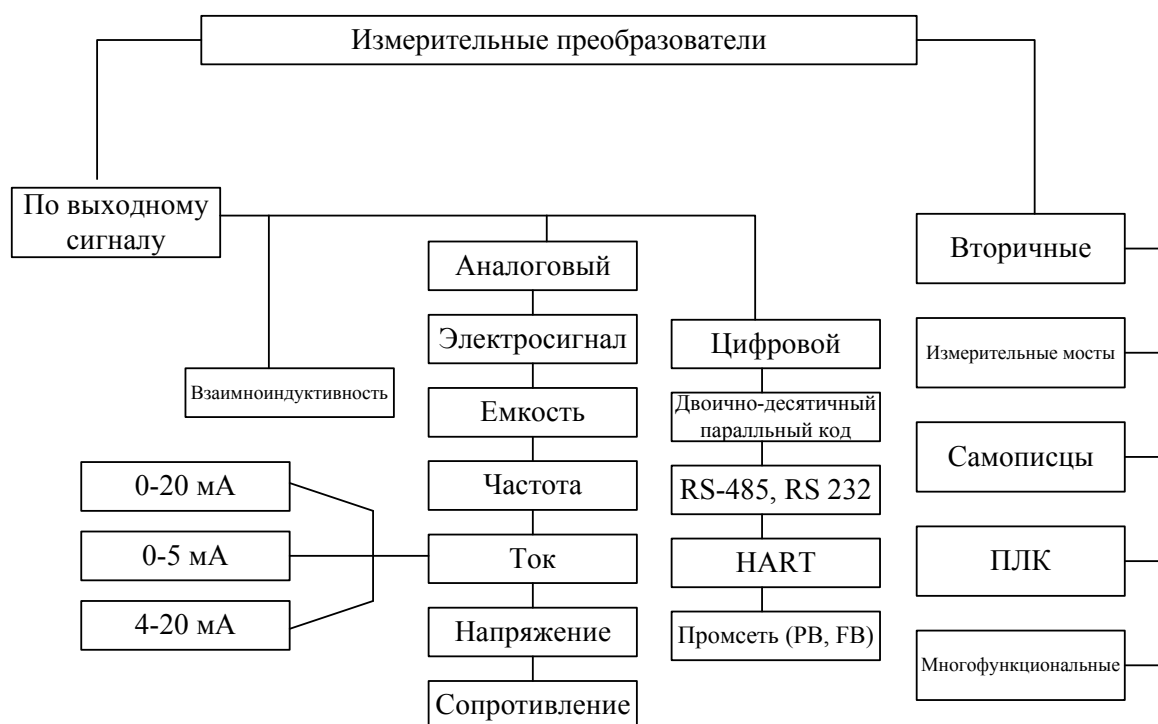 Измерительные преобразователи
По выходному
сигналу
Аналоговый
Электросигнал
Емкость
Частота
Ток
Напряжение
Сопротивление
Взаимноиндуктивность
0-20 мА
0-5 мА
4-20 мА
Цифровой
Двоично-десятичный
паралльный код
RS-485, RS 232
HART
Промсеть (PB, FB)
Вторичные
Измерительные мосты
Самописцы
ПЛК
Многофункциональные